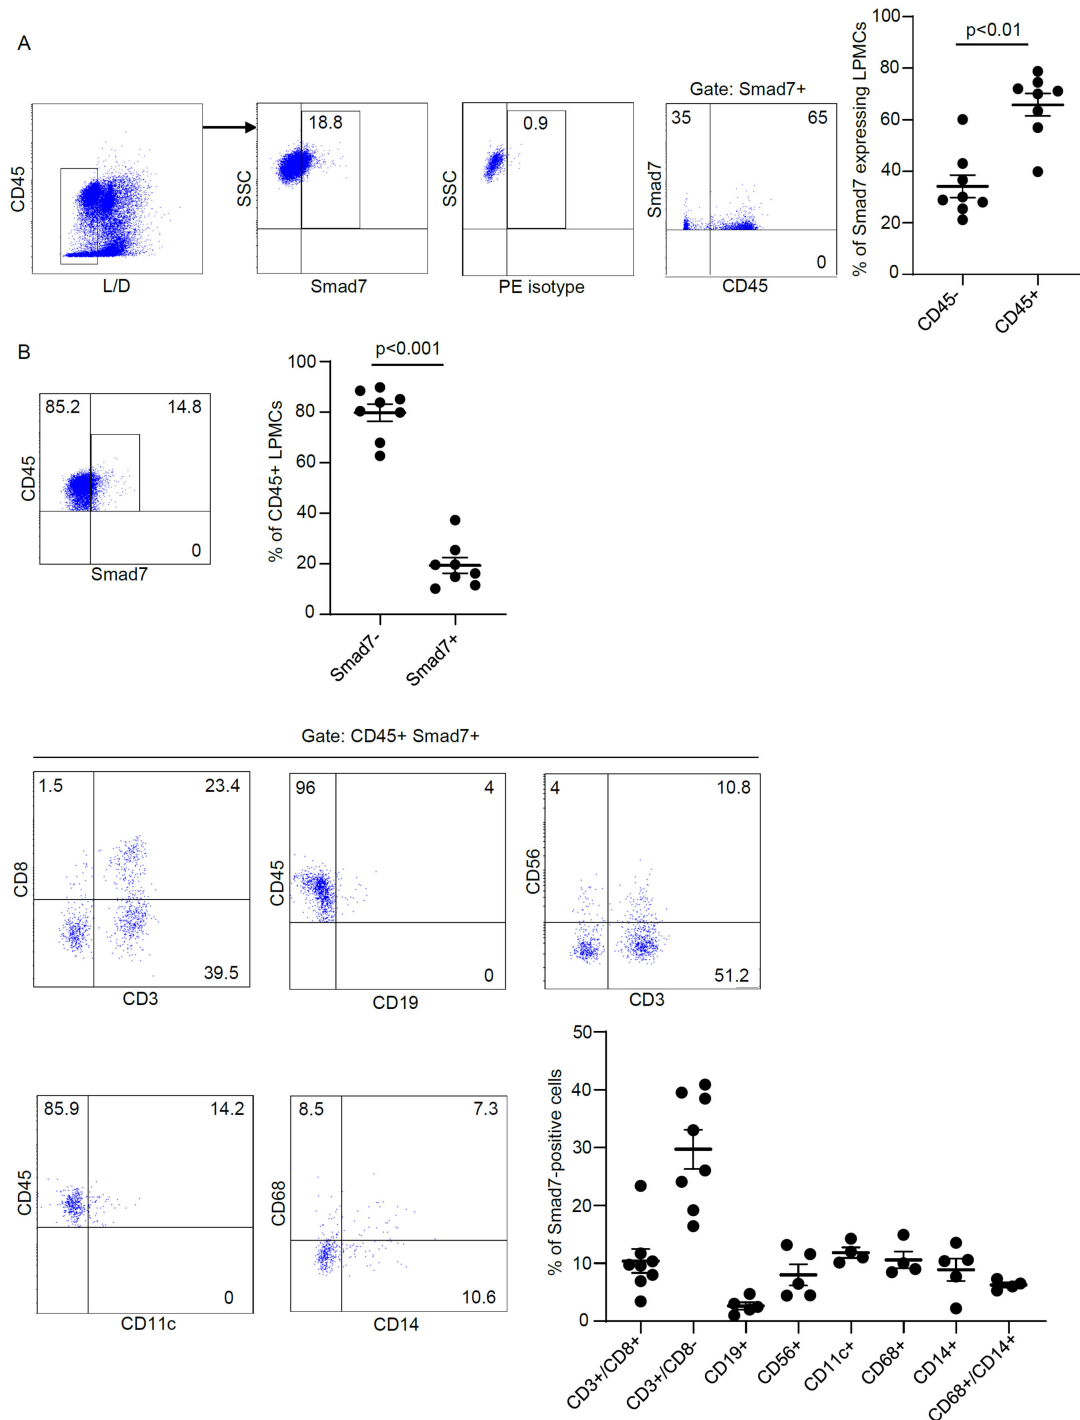 A
CD45
L/D
18.8
SSC
Smad7
0.9
SSC
PE isotype
Gate: Smad7+
35
65
0
Smad7
CD45
% of Smad7 expressing LPMCs
100
80
60
40
20
0
p<0.01
CD45-
CD45+
B
85.2
14.8
0
CD45
Smad7
% of CD45+ LPMCs
100
80
60
40
20
0
p<0.001
Smad7-
Smad7+
Gate: CD45+ Smad7+
1.5
23.4
39.5
CD8
CD3
96
4
0
CD45
CD19
4
10.8
51.2
CD56
CD3
85.9
14.2
0
CD45
CD11c
8.5
7.3
10.6
CD68
CD14
% of Smad7-positive cells
50
40
30
20
10
0
CD3+/CD8+
CD3+/CD8-
CD19+
CD56+
CD11c+
CD68+
CD14+
CD68+/CD14+